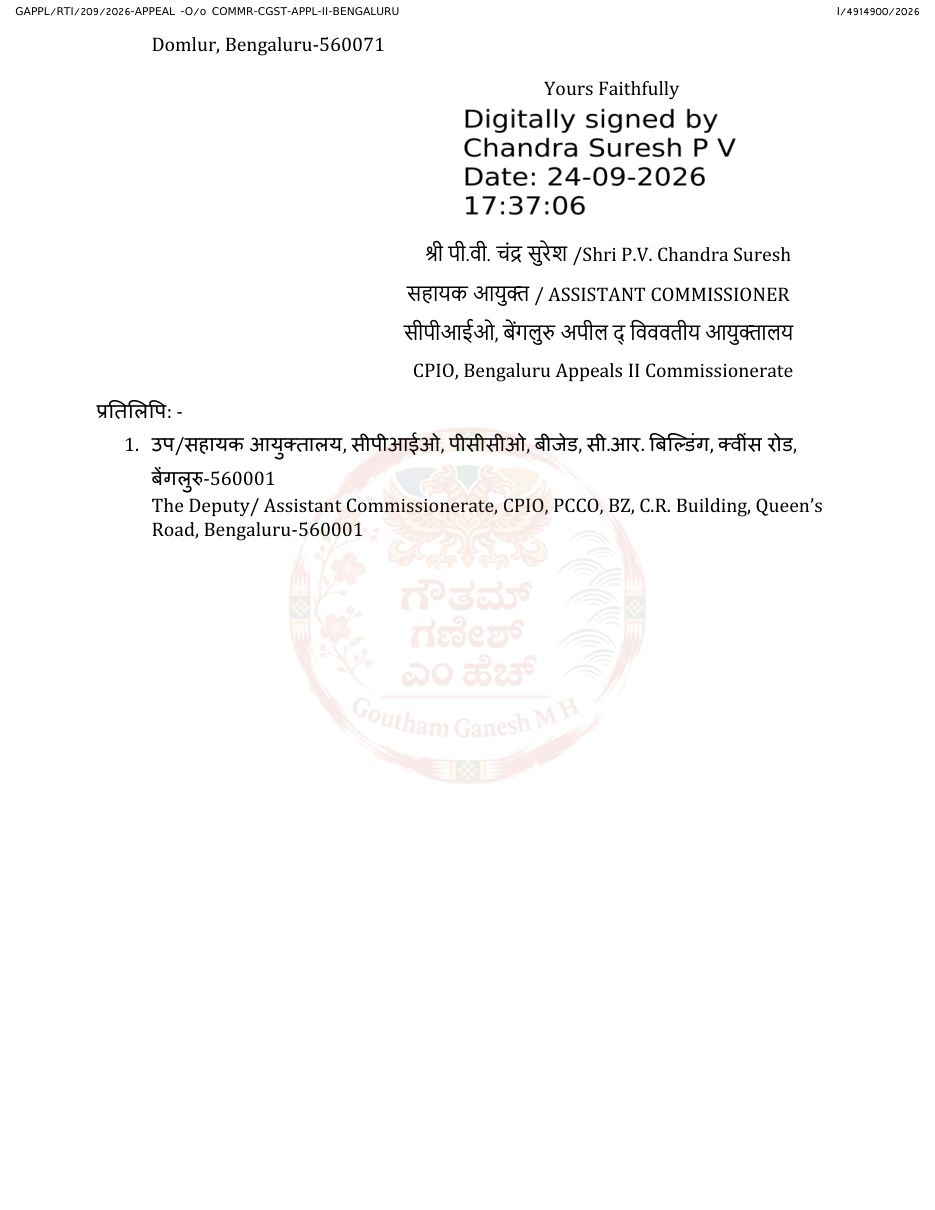 GAPPL/RTI/209/2026-APPEAL -O/o COMMR-CGST-APPL-II-BENGALURU I/4914900/2026
Domlur, Bengaluru-560071
Yours Faithfully
Digitally signed by
Chandra Suresh P V
Date: 24-09-2026
17:37:06
श्री पी.वी. चंद्र सुरेश /Shri P.V. Chandra Suresh
सहायक आयुक्त / ASSISTANT COMMISSIONER
सीपीआईओ, बेंगलुरु अपील द् विववतीय आयुक्तालय
CPIO, Bengaluru Appeals II Commissionerate
प्रतिलिपि: -
1. उप/सहायक आयुक्तालय, सीपीआईओ, पीसीसीओ, बीजेड, सी.आर. बिल्डिंग, क्वींस रोड,
बेंगलुरु-560001
The Deputy/ Assistant Commissionerate, CPIO, PCCO, BZ, C.R. Building, Queen’s
Road, Bengaluru-560001
ಗೌತಮ್
ಗಣೇಶ್
ಎಂ ಹೆಚ್
Goutham Ganesh M H